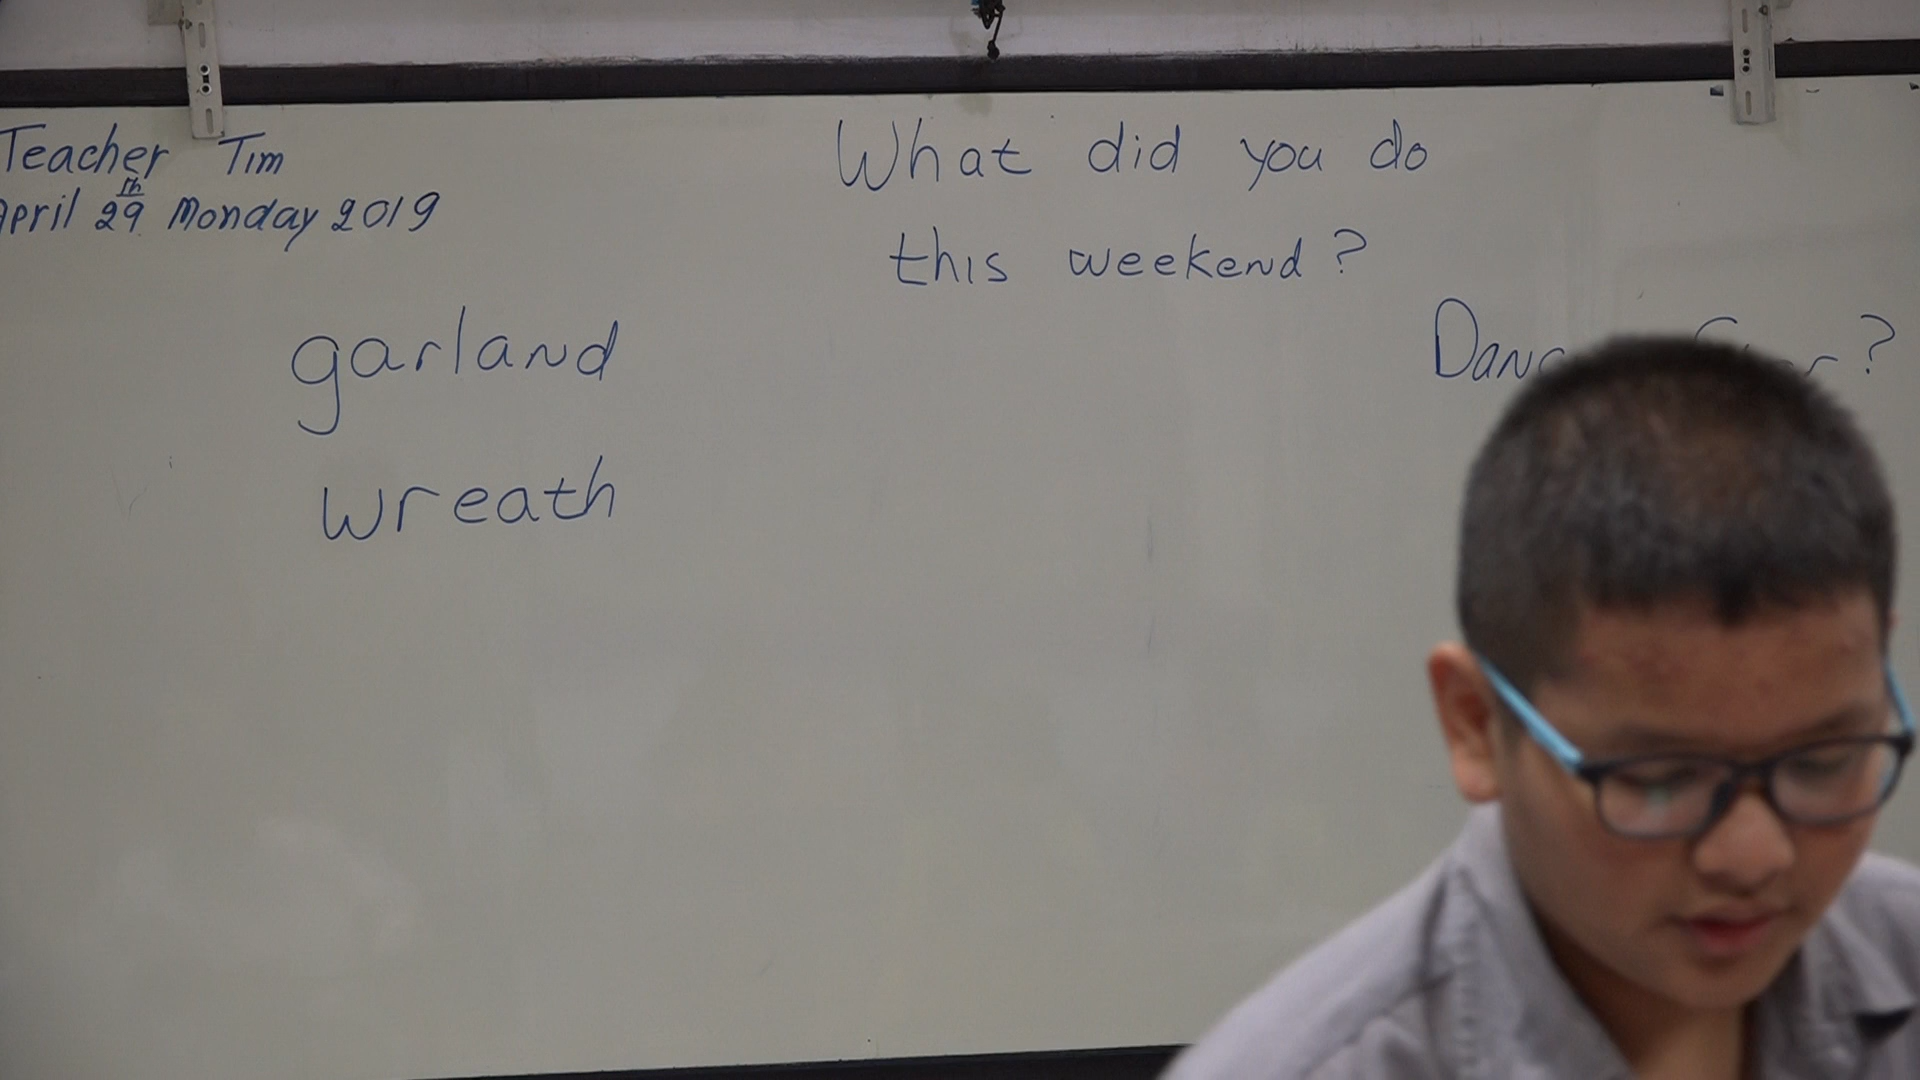 Teacher Tim
April 29th Monday 2019
What did you do
this weekend?
garland
wreath